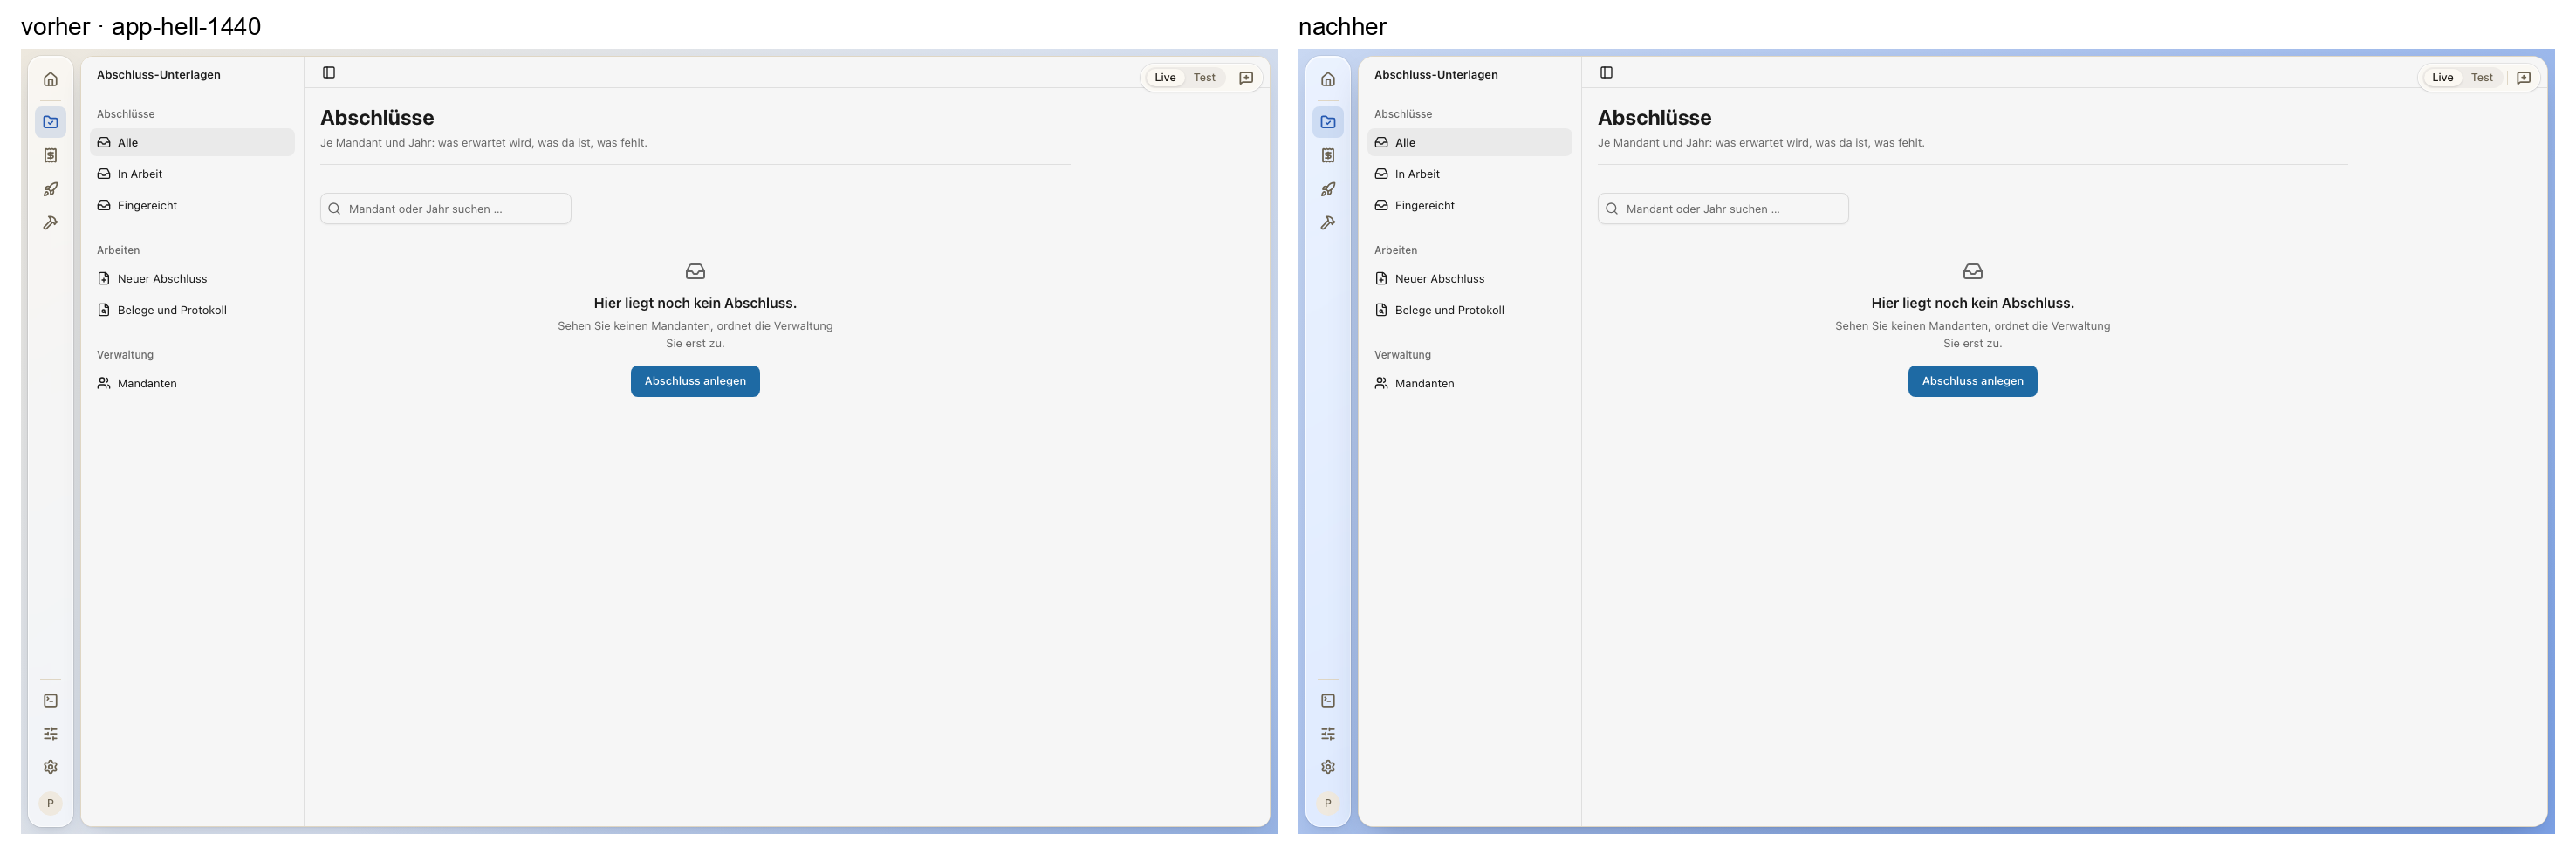 vorher · app-hell-1440
Abschluss-Unterlagen
Live Test
Abschlüsse
Alle
In Arbeit
Eingereicht
Arbeiten
Neuer Abschluss
Belege und Protokoll
Verwaltung
Mandanten
P
Abschlüsse
Je Mandant und Jahr: was erwartet wird, was da ist, was fehlt.
Mandant oder Jahr suchen ...
Hier liegt noch kein Abschluss.
Sehen Sie keinen Mandanten, ordnet die Verwaltung
Sie erst zu.
Abschluss anlegen
nachher
Abschluss-Unterlagen
Live Test
Abschlüsse
Alle
In Arbeit
Eingereicht
Arbeiten
Neuer Abschluss
Belege und Protokoll
Verwaltung
Mandanten
P
Abschlüsse
Je Mandant und Jahr: was erwartet wird, was da ist, was fehlt.
Mandant oder Jahr suchen ...
Hier liegt noch kein Abschluss.
Sehen Sie keinen Mandanten, ordnet die Verwaltung
Sie erst zu.
Abschluss anlegen